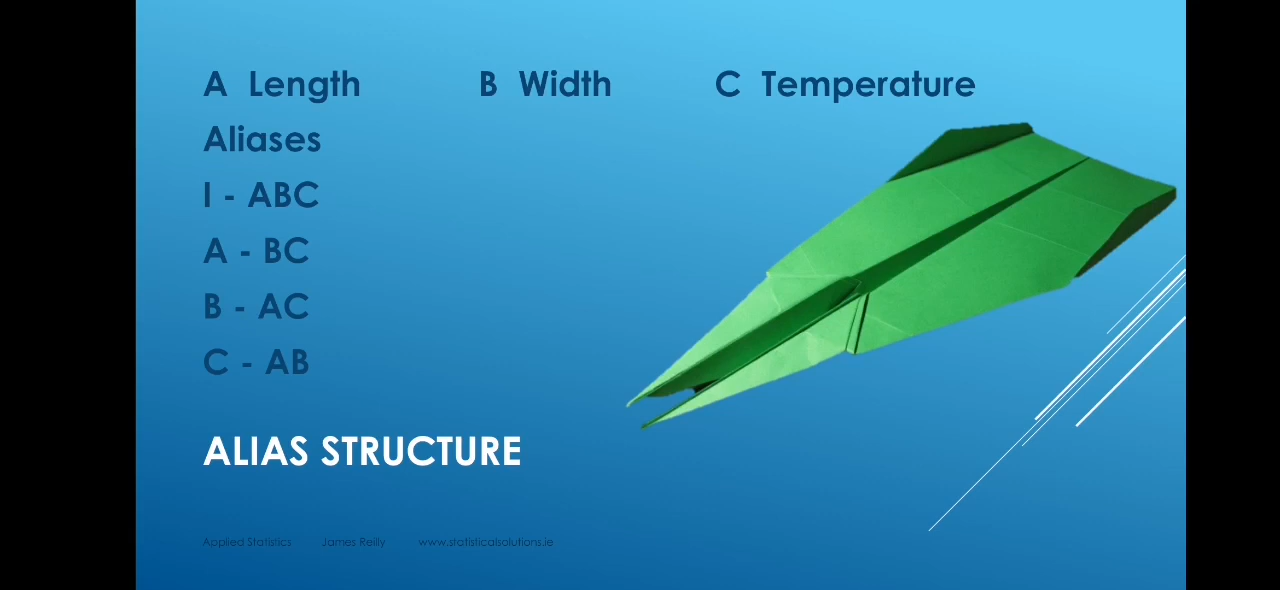 A Length B Width C Temperature
Aliases
I - ABC
A - BC
B - AC
C - AB
ALIAS STRUCTURE
Applied Statistics James Reilly www.statisticalsolutions.ie